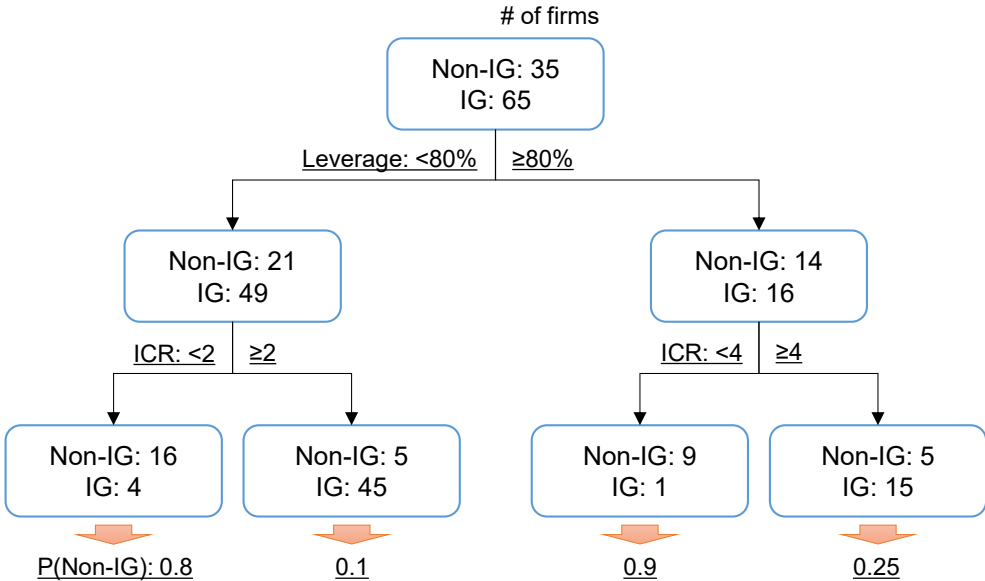 # of firms
Non-IG: 35
IG: 65
Leverage: <80%
≥80%
Non-IG: 21
IG: 49
Non-IG: 14
IG: 16
ICR: <2
≥2
ICR: <4
≥4
Non-IG: 16
IG: 4
Non-IG: 5
IG: 45
Non-IG: 9
IG: 1
Non-IG: 5
IG: 15
P(Non-IG): 0.8
0.1
0.9
0.25